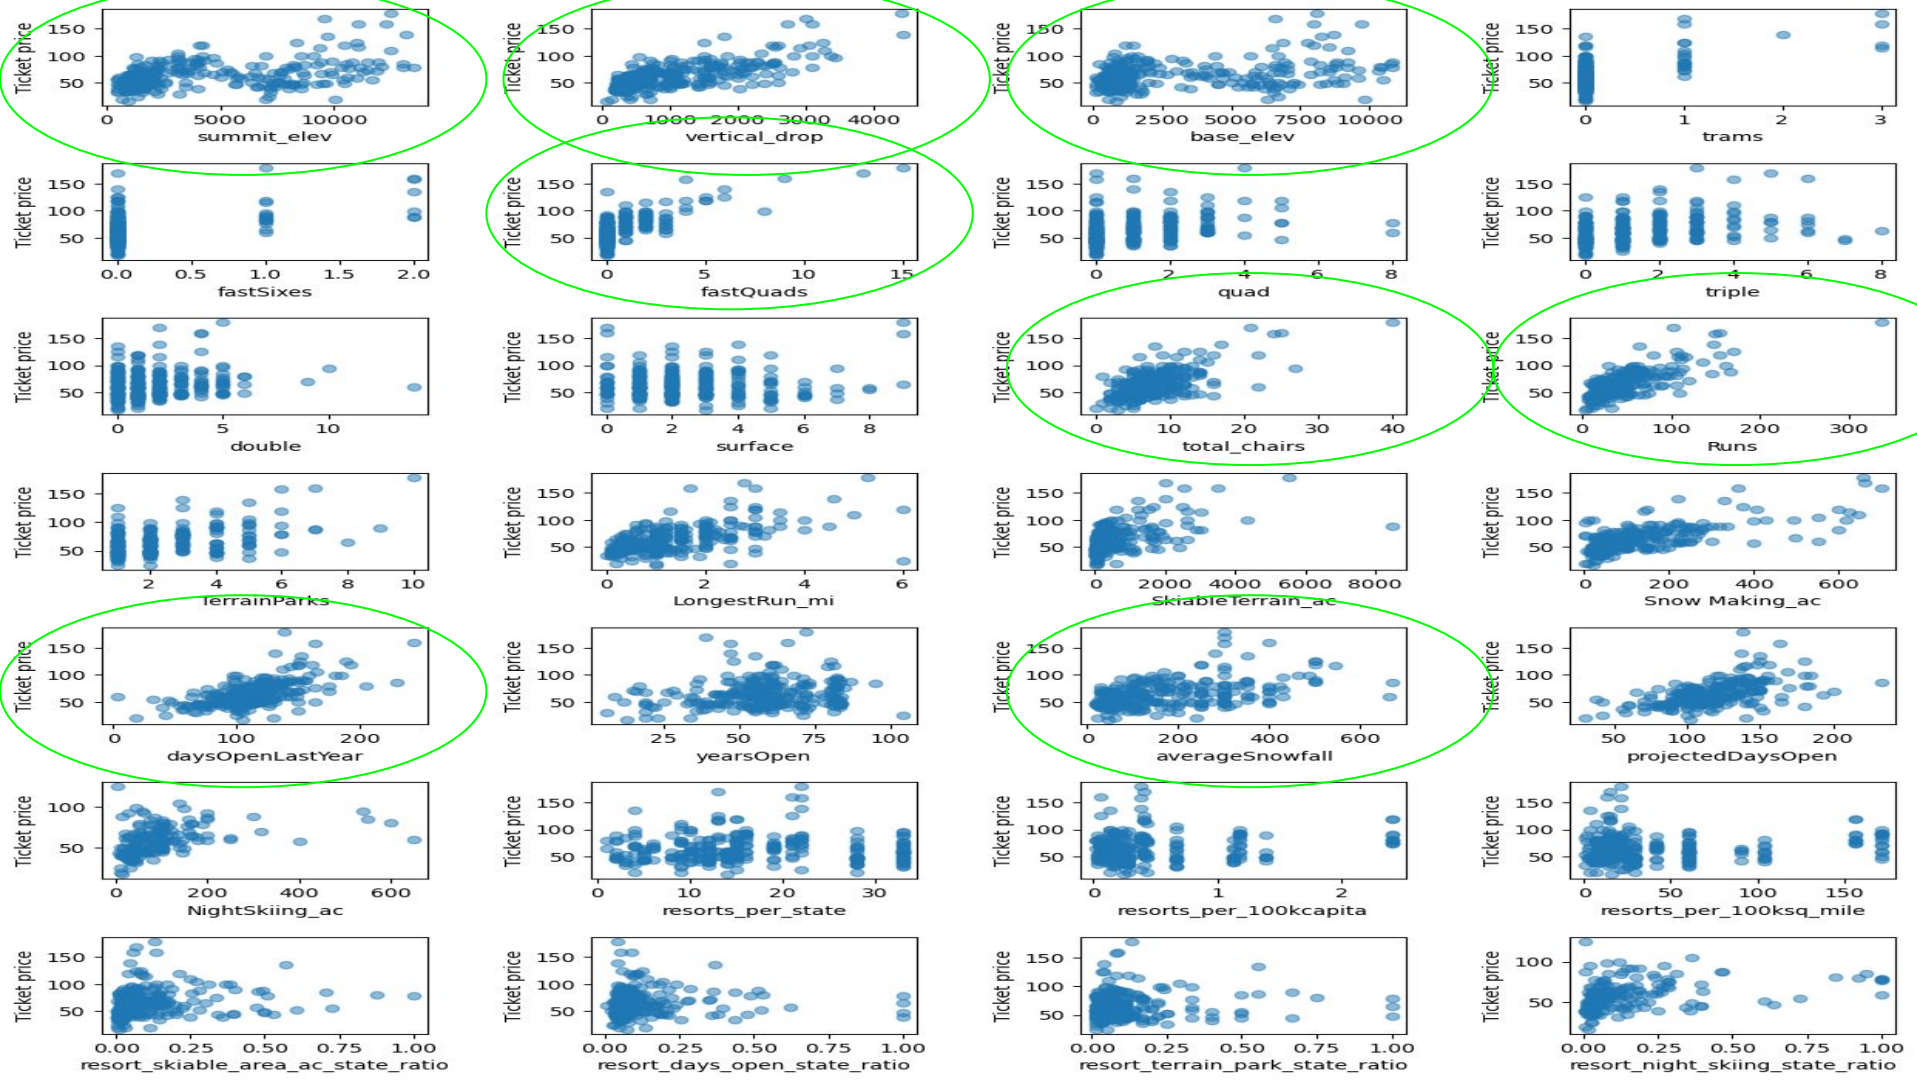 Ticket price 150 100 50 0 5000 10000 summit_elev
Ticket price 150 100 50 0 1000 2000 3000 4000 vertical_drop
Ticket price 150 100 50 0 2500 5000 7500 10000 base_elev
Ticket price 150 100 50 0 1 2 3 trams
Ticket price 150 100 50 0.0 0.5 1.0 1.5 2.0 fastSixes
Ticket price 150 100 50 0 5 10 15 fastQuads
Ticket price 150 100 50 0 2 4 6 8 quad
Ticket price 150 100 50 0 2 4 6 8 triple
Ticket price 150 100 50 0 5 10 double
Ticket price 150 100 50 0 2 4 6 8 surface
Ticket price 150 100 50 0 10 20 30 40 total_chairs
Ticket price 150 100 50 0 100 200 300 Runs
Ticket price 150 100 50 2 4 6 8 10 TerrainParks
Ticket price 150 100 50 0 2 4 6 LongestRun_mi
Ticket price 150 100 50 0 2000 4000 6000 8000 SkiableTerrain_ac
Ticket price 150 100 50 0 200 400 600 Snow Making_ac
Ticket price 150 100 50 0 100 200 daysOpenLastYear
Ticket price 150 100 50 25 50 75 100 yearsOpen
Ticket price 150 100 50 0 200 400 600 averageSnowfall
Ticket price 150 100 50 50 100 150 200 projectedDaysOpen
Ticket price 100 50 0 200 400 600 NightSkiing_ac
Ticket price 150 100 50 0 10 20 30 resorts_per_state
Ticket price 150 100 50 0 1 2 resorts_per_100kcapita
Ticket price 150 100 50 0 50 100 150 resorts_per_100ksq_mile
Ticket price 150 100 50 0.00 0.25 0.50 0.75 1.00 resort_skiable_area_ac_state_ratio
Ticket price 150 100 50 0.00 0.25 0.50 0.75 1.00 resort_days_open_state_ratio
Ticket price 150 100 50 0.00 0.25 0.50 0.75 1.00 resort_terrain_park_state_ratio
Ticket price 100 50 0.00 0.25 0.50 0.75 1.00 resort_night_skiing_state_ratio